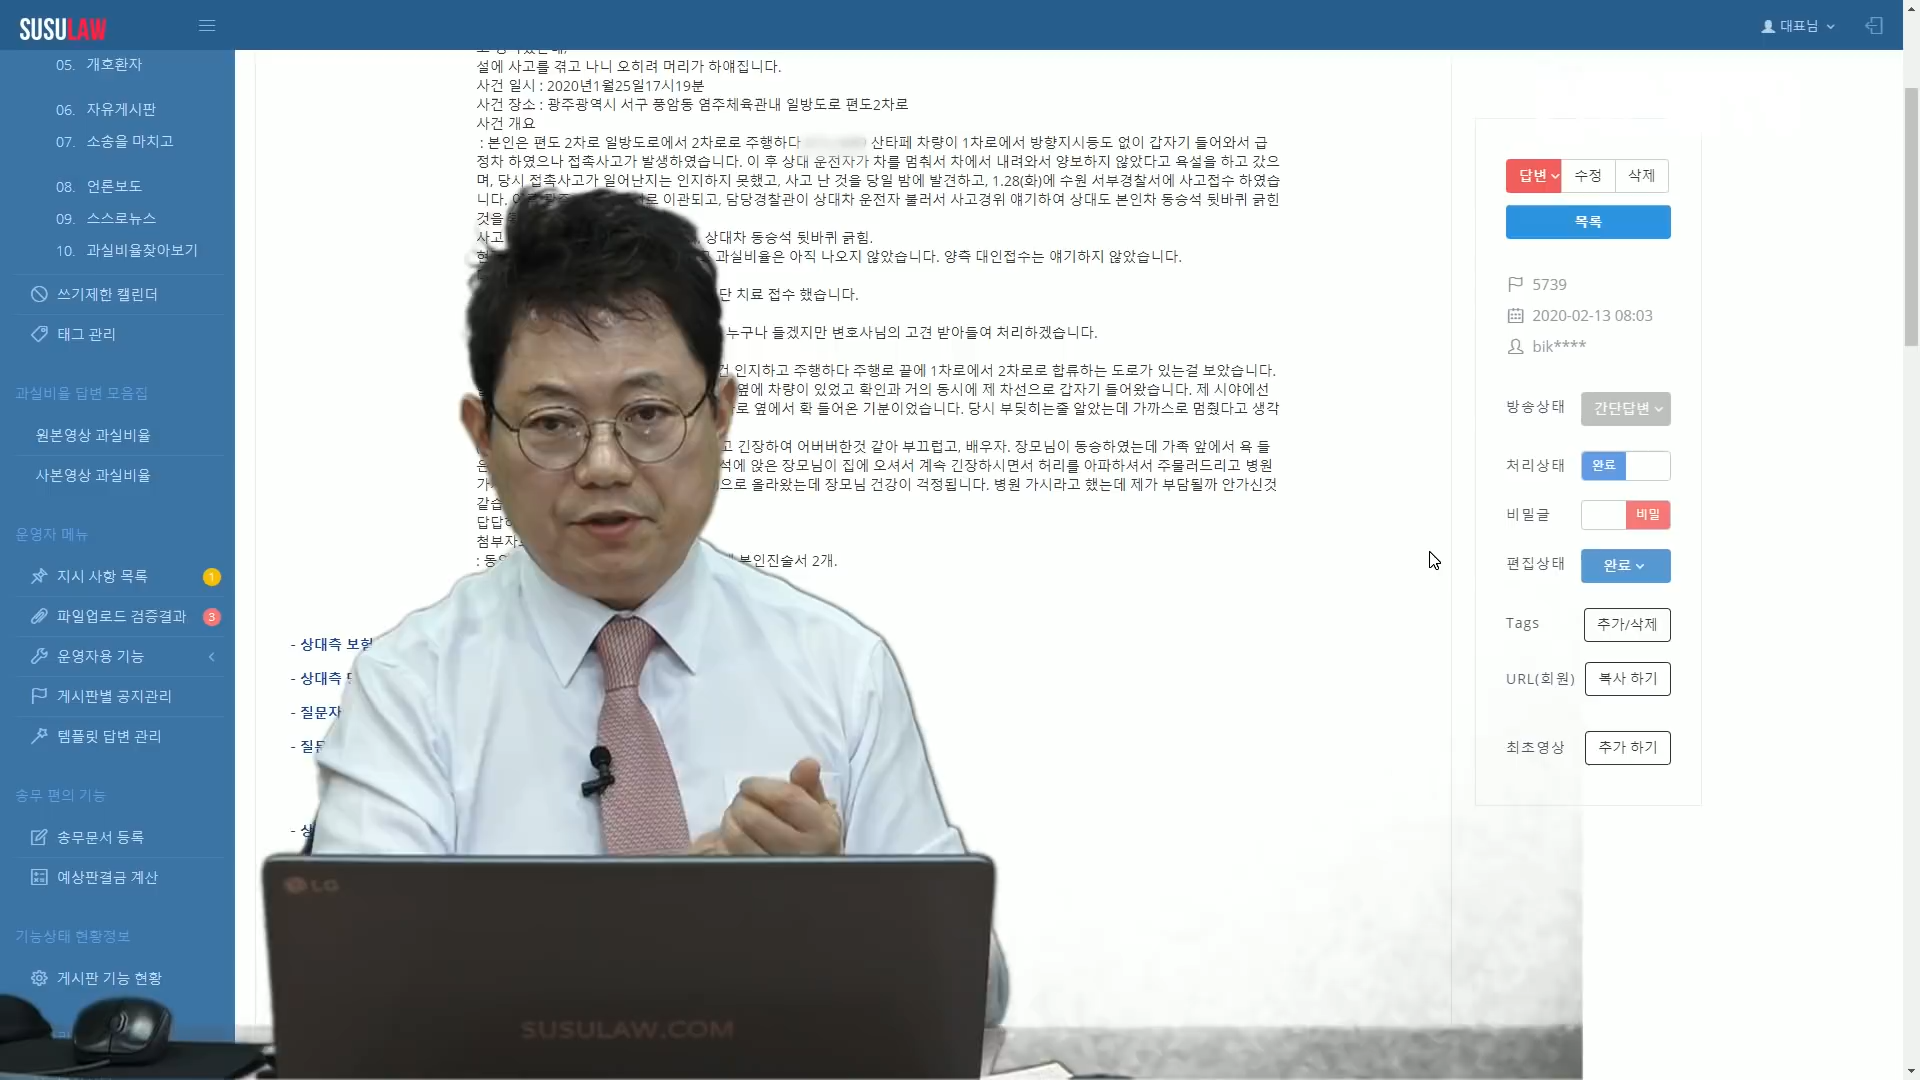 SUSULAW
대표님
05. 개호환자
06. 자유게시판
07. 소송을 마치고
08. 언론보도
09. 스스로뉴스
10. 과실비율찾아보기
쓰기제한 캘린더
태그 관리
과실비율 답변 모음집
원본영상 과실비율
사본영상 과실비율
운영자 메뉴
지시 사항 목록 1
파일업로드 검증결과 3
운영자용 기능
게시판별 공지관리
템플릿 답변 관리
송무 편의 기능
송무문서 등록
예상판결금 계산
기능상태 현황정보
게시판 기능 현황
설에 사고를 겪고 나니 오히려 머리가 하얘집니다.
사건 일시 : 2020년1월25일17시19분
사건 장소 : 광주광역시 서구 풍암동 염주체육관내 일방도로 편도2차로
사건 개요
: 본인은 편도 2차로 일방도로에서 2차로로 주행하다 산타페 차량이 1차로에서 방향지시등도 없이 갑자기 들어와서 급
정차 하였으나 접촉사고가 발생하였습니다. 이 후 상대 운전자가 차를 멈춰서 차에서 내려와서 양보하지 않았다고 욕설을 하고 갔으
며, 당시 접촉사고가 일어난지는 인지하지 못했고, 사고 난 것을 당일 밤에 발견하고, 1.28(화)에 수원 서부경찰서에 사고접수 하였습
니다. 이관되고, 담당경찰관이 상대차 운전자 불러서 사고경위 얘기하여 상대도 본인차 동승석 뒷바퀴 긁힌
것을
사고 상대차 동승석 뒷바퀴 긁힘.
과실비율은 아직 나오지 않았습니다. 양측 대인접수는 얘기하지 않았습니다.
치료 접수 했습니다.
누구나 들겠지만 변호사님의 고견 받아들여 처리하겠습니다.
인지하고 주행하다 주행로 끝에 1차로에서 2차로로 합류하는 도로가 있는걸 보았습니다.
옆에 차량이 있었고 확인과 거의 동시에 제 차선으로 갑자기 들어왔습니다. 제 시야에선
옆에서 확 들어온 기분이었습니다. 당시 부딪히는줄 알았는데 가까스로 멈췄다고 생각
긴장하여 어버버한것 같아 부끄럽고, 배우자. 장모님이 동승하였는데 가족 앞에서 욕 들
앉은 장모님이 집에 오셔서 계속 긴장하시면서 허리를 아파하셔서 주물러드리고 병원
올라왔는데 장모님 건강이 걱정됩니다. 병원 가시라고 했는데 제가 부담될까 안가신것
첨부자
본인진술서 2개.
- 상대측 보험
- 상대측
- 질문자
답변 수정 삭제
목록
5739
2020-02-13 08:03
bik****
방송상태 간단답변
처리상태 완료
비밀글 비밀
편집상태 완료
Tags 추가/삭제
URL(회원) 복사 하기
최초영상 추가 하기
LG
SUSULAW.COM